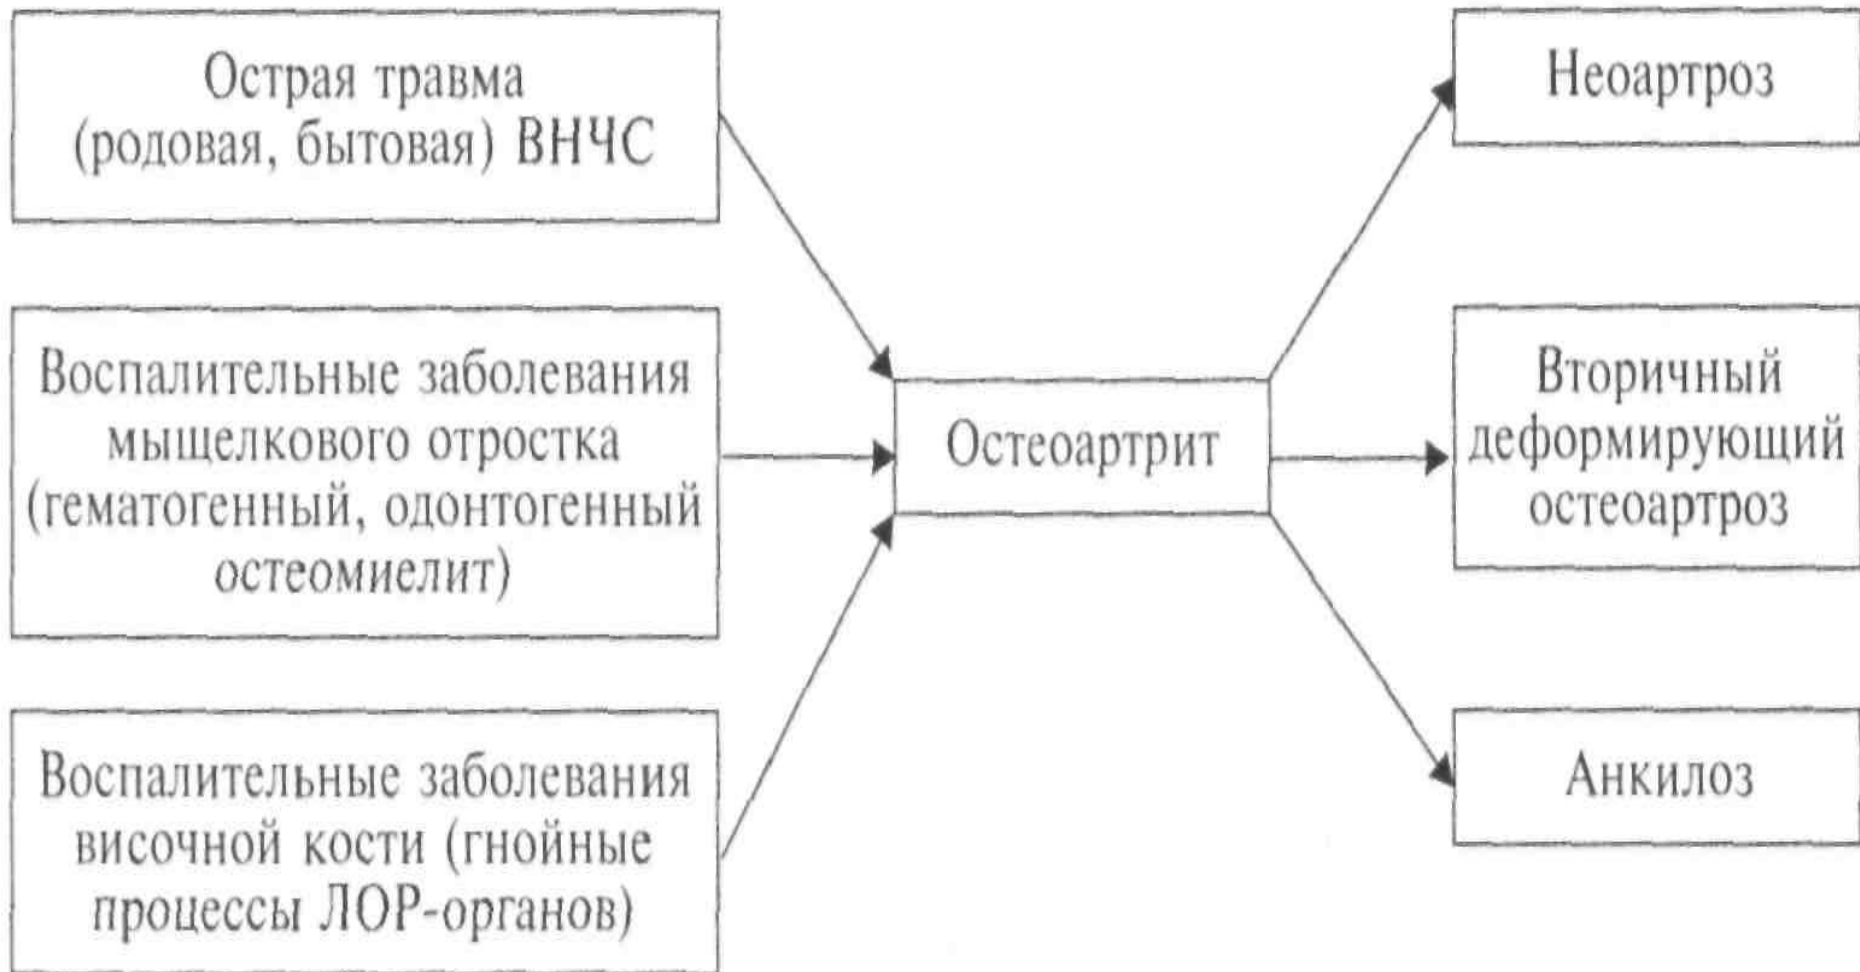 Острая травма
(родовая, бытовая) ВНЧС
Воспалительные заболевания
мыщелкового отростка
(гематогенный, одонтогенный
остеомиелит)
Воспалительные заболевания
височной кости (гнойные
процессы ЛОР-органов)
Остеоартрит
Неоартроз
Вторичный
деформирующий
остеоартроз
Анкилоз